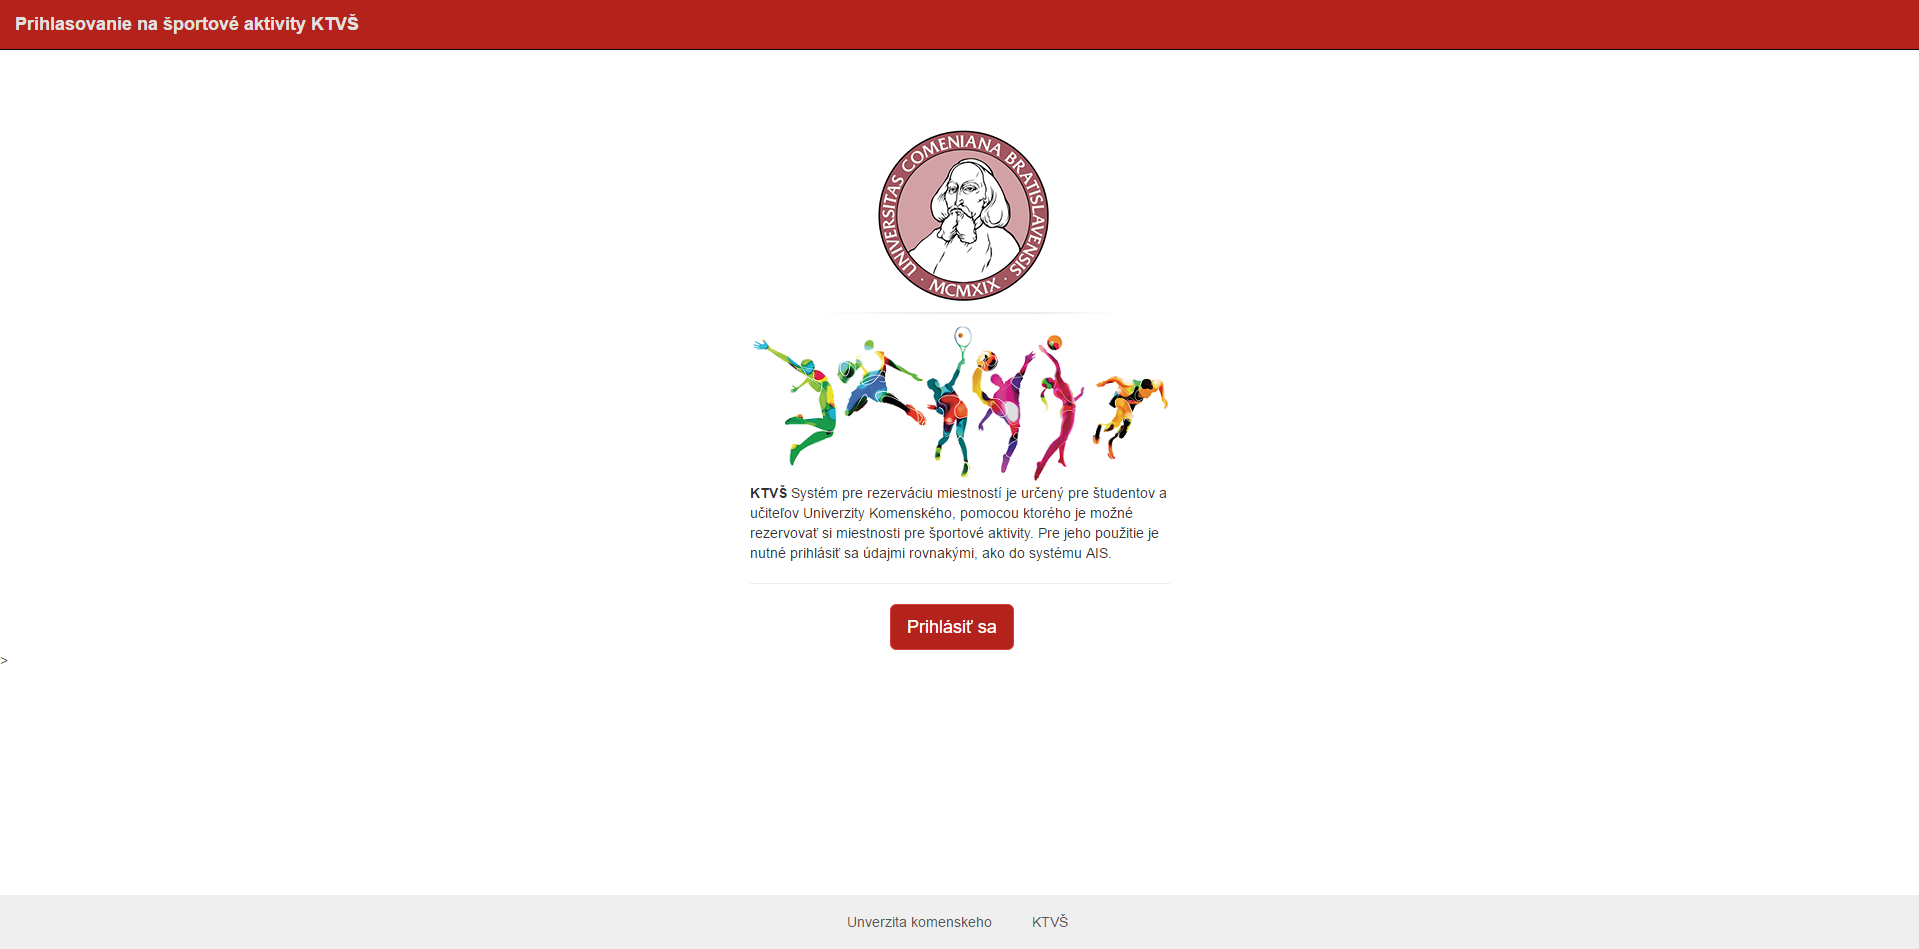 Prihlasovanie na športové aktivity KTVŠ
UNIVERSITAS COMENIANA BRATISLAVENSIS
· MCMXIX ·
KTVŠ Systém pre rezerváciu miestností je určený pre študentov a
učiteľov Univerzity Komenského, pomocou ktorého je možné
rezervovať si miestnosti pre športové aktivity. Pre jeho použitie je
nutné prihlásiť sa údajmi rovnakými, ako do systému AIS.
Prihlásiť sa
>
Unverzita komenskeho KTVŠ